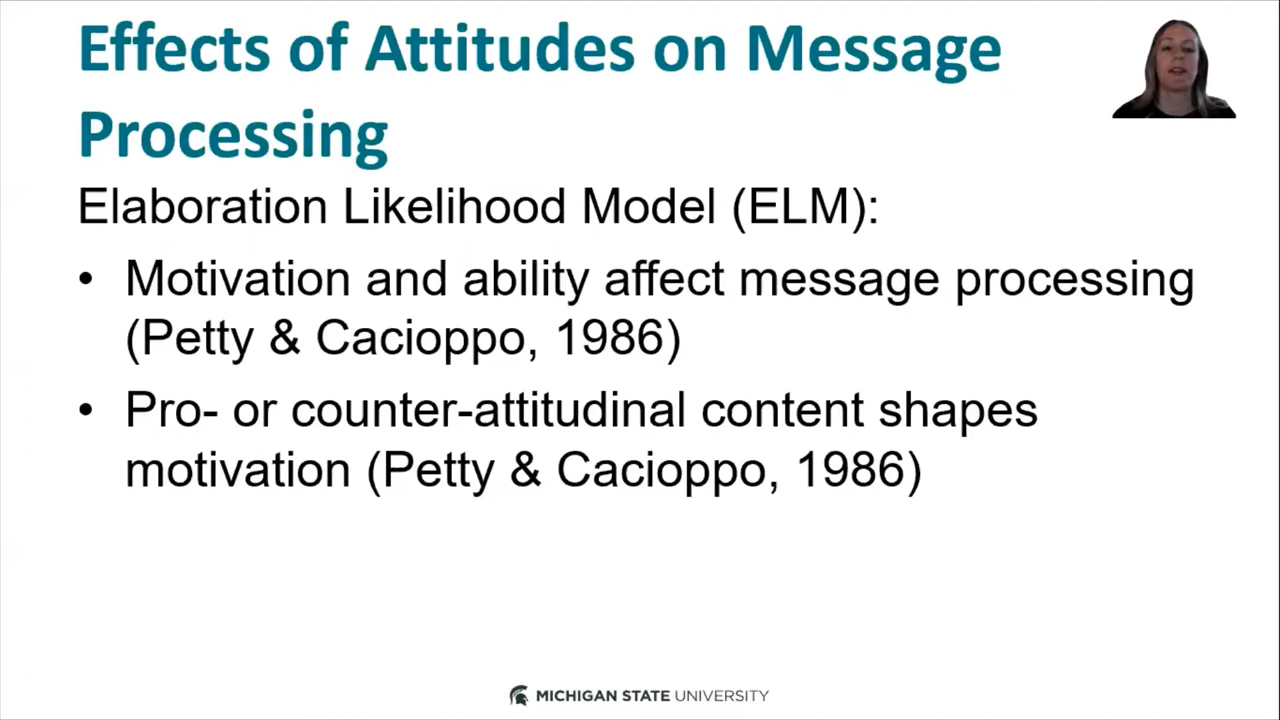 Effects of Attitudes on Message
Processing
Elaboration Likelihood Model (ELM):
• Motivation and ability affect message processing
(Petty & Cacioppo, 1986)
• Pro- or counter-attitudinal content shapes
motivation (Petty & Cacioppo, 1986)
MICHIGAN STATE UNIVERSITY